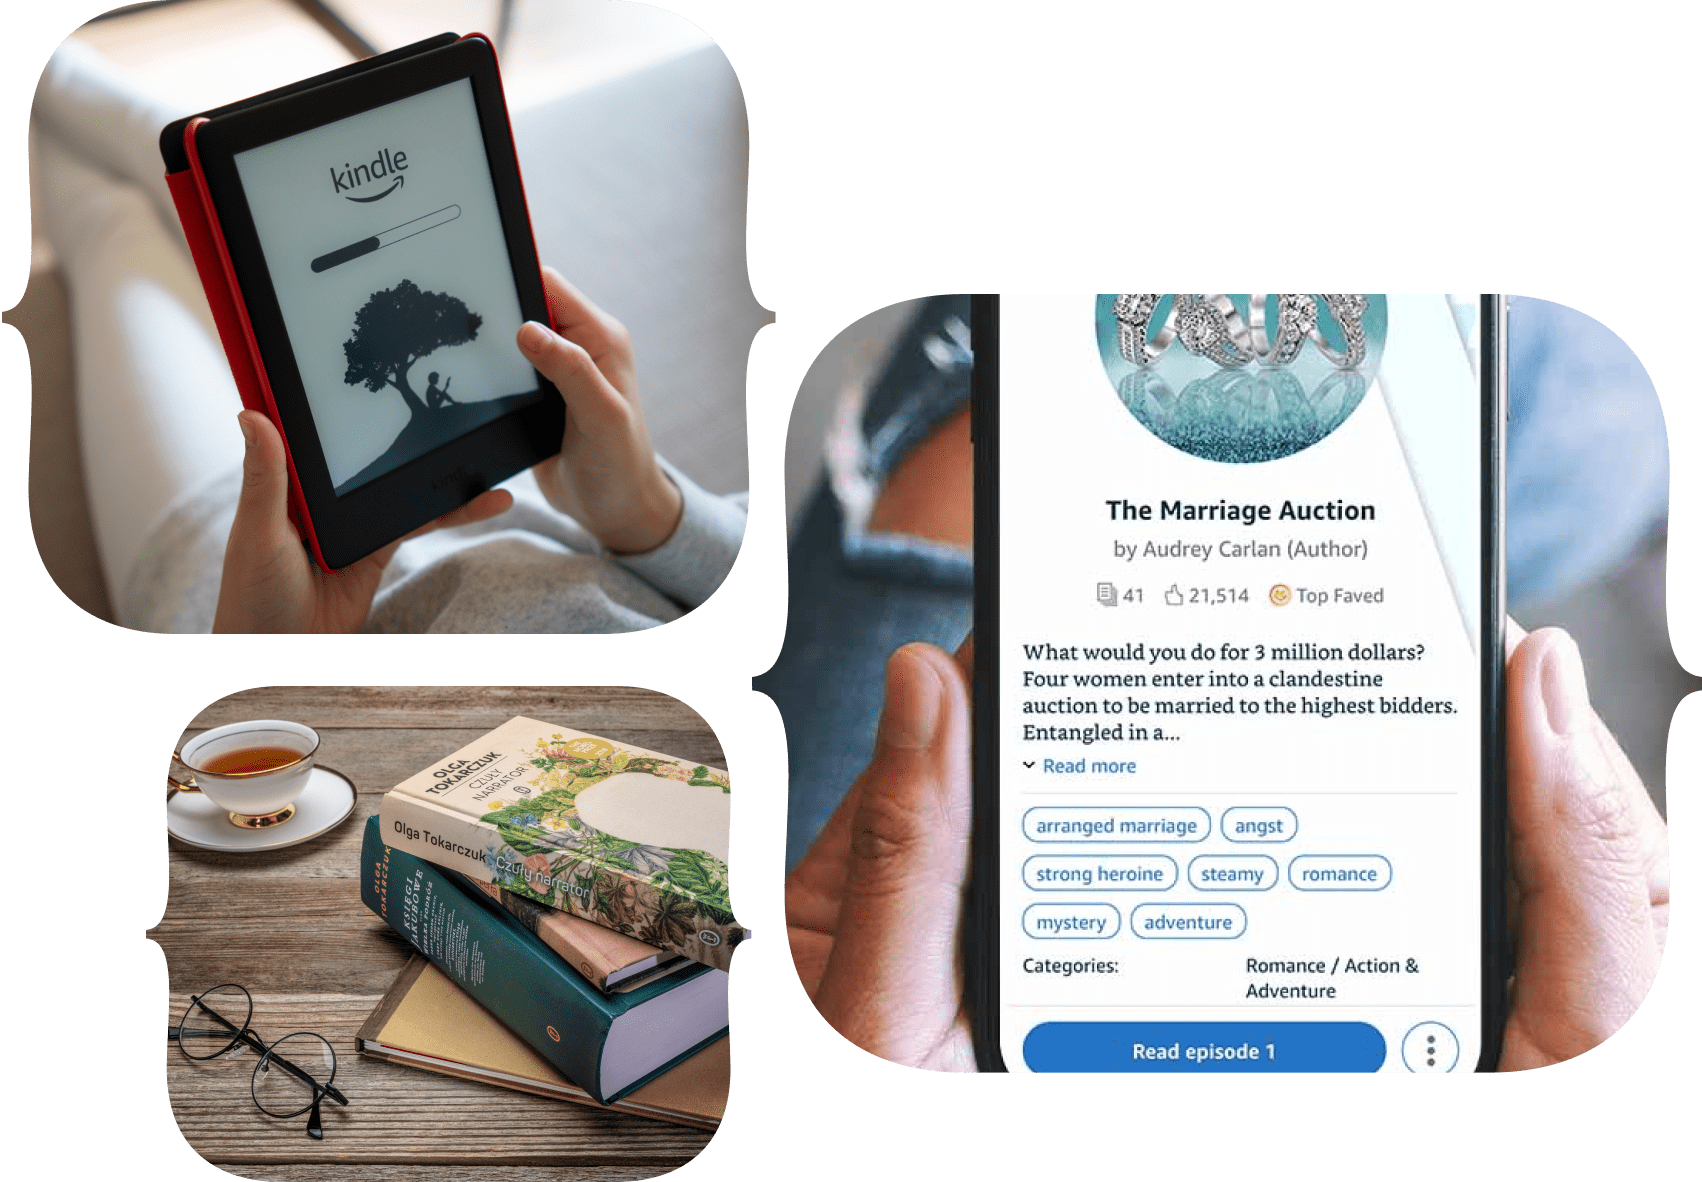 kindle
kindle
The Marriage Auction
by Audrey Carlan (Author)
41 21,514 Top Faved
What would you do for 3 million dollars?
Four women enter into a clandestine
auction to be married to the highest bidders.
Entangled in a...
Read more
arranged marriage angst
strong heroine steamy romance
mystery adventure
Categories: Romance / Action &
Adventure
Read episode 1
OLGA
TOKARCZUK
CZUŁY
NARRATOR
Olga Tokarczuk Czuły narrator
OLGA
TOKARCZUK
KSIĘGI
JAKUBOWE